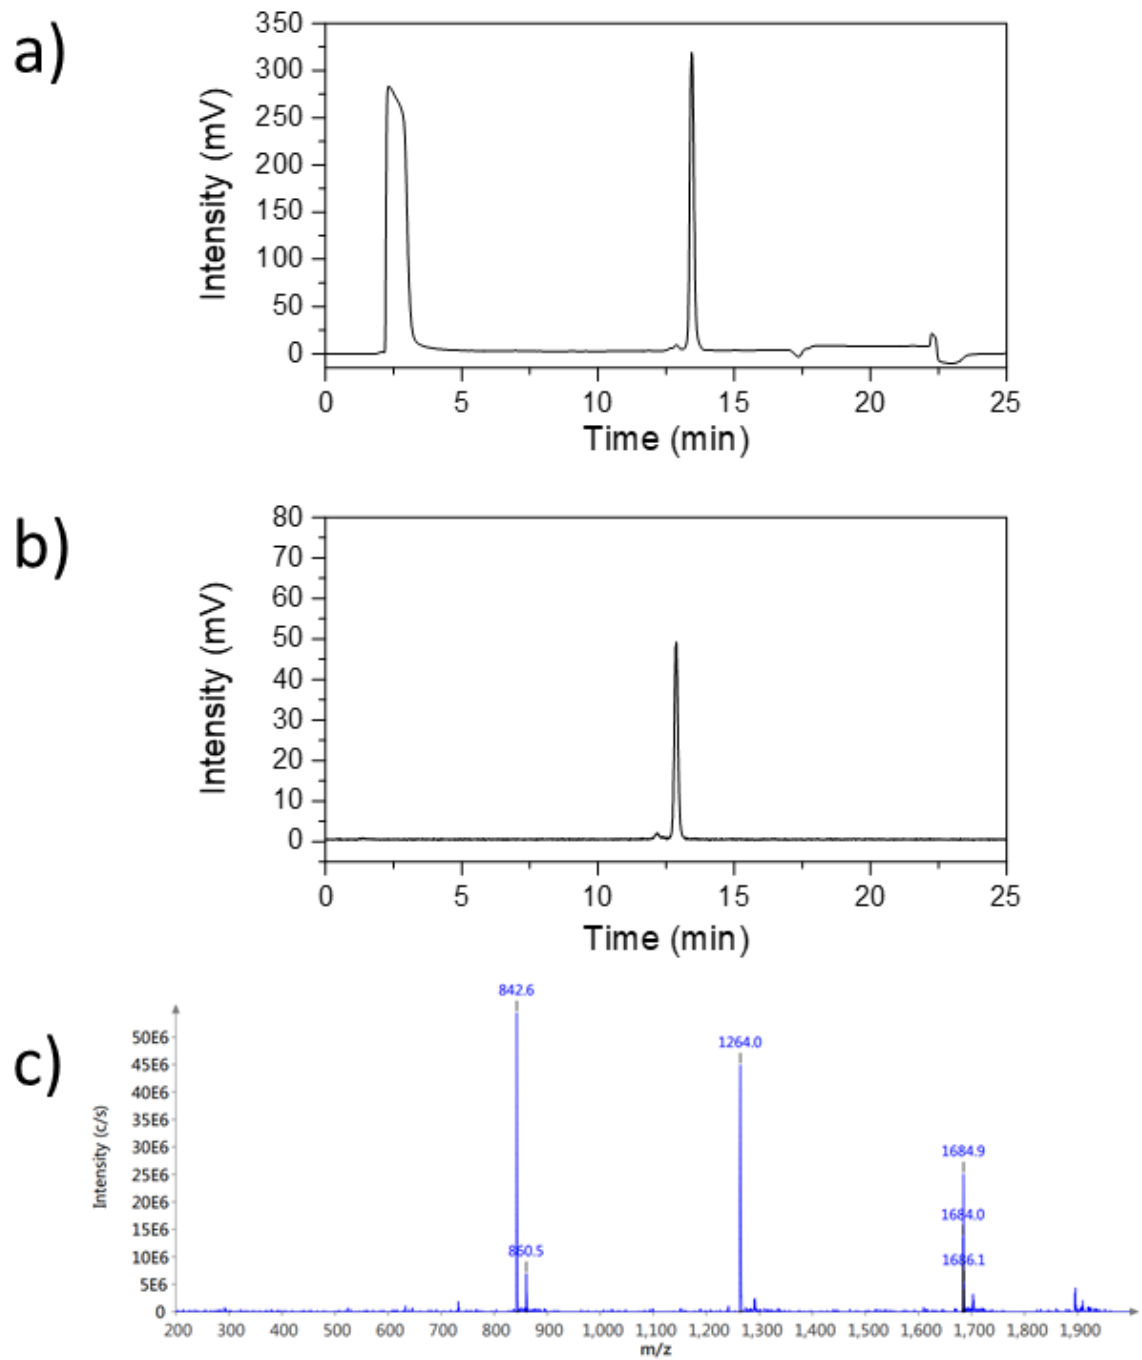 a)
Intensity (mV)
350
300
250
200
150
100
50
0
0 5 10 15 20 25
Time (min)
b)
Intensity (mV)
80
70
60
50
40
30
20
10
0
0 5 10 15 20 25
Time (min)
c)
Intensity (c/s)
50E6
45E6
40E6
35E6
30E6
25E6
20E6
15E6
10E6
5E6
0
842.6
1264.0
1684.9
1684.0
860.5
1686.1
200 300 400 500 600 700 800 900 1,000 1,100 1,200 1,300 1,400 1,500 1,600 1,700 1,800 1,900
m/z